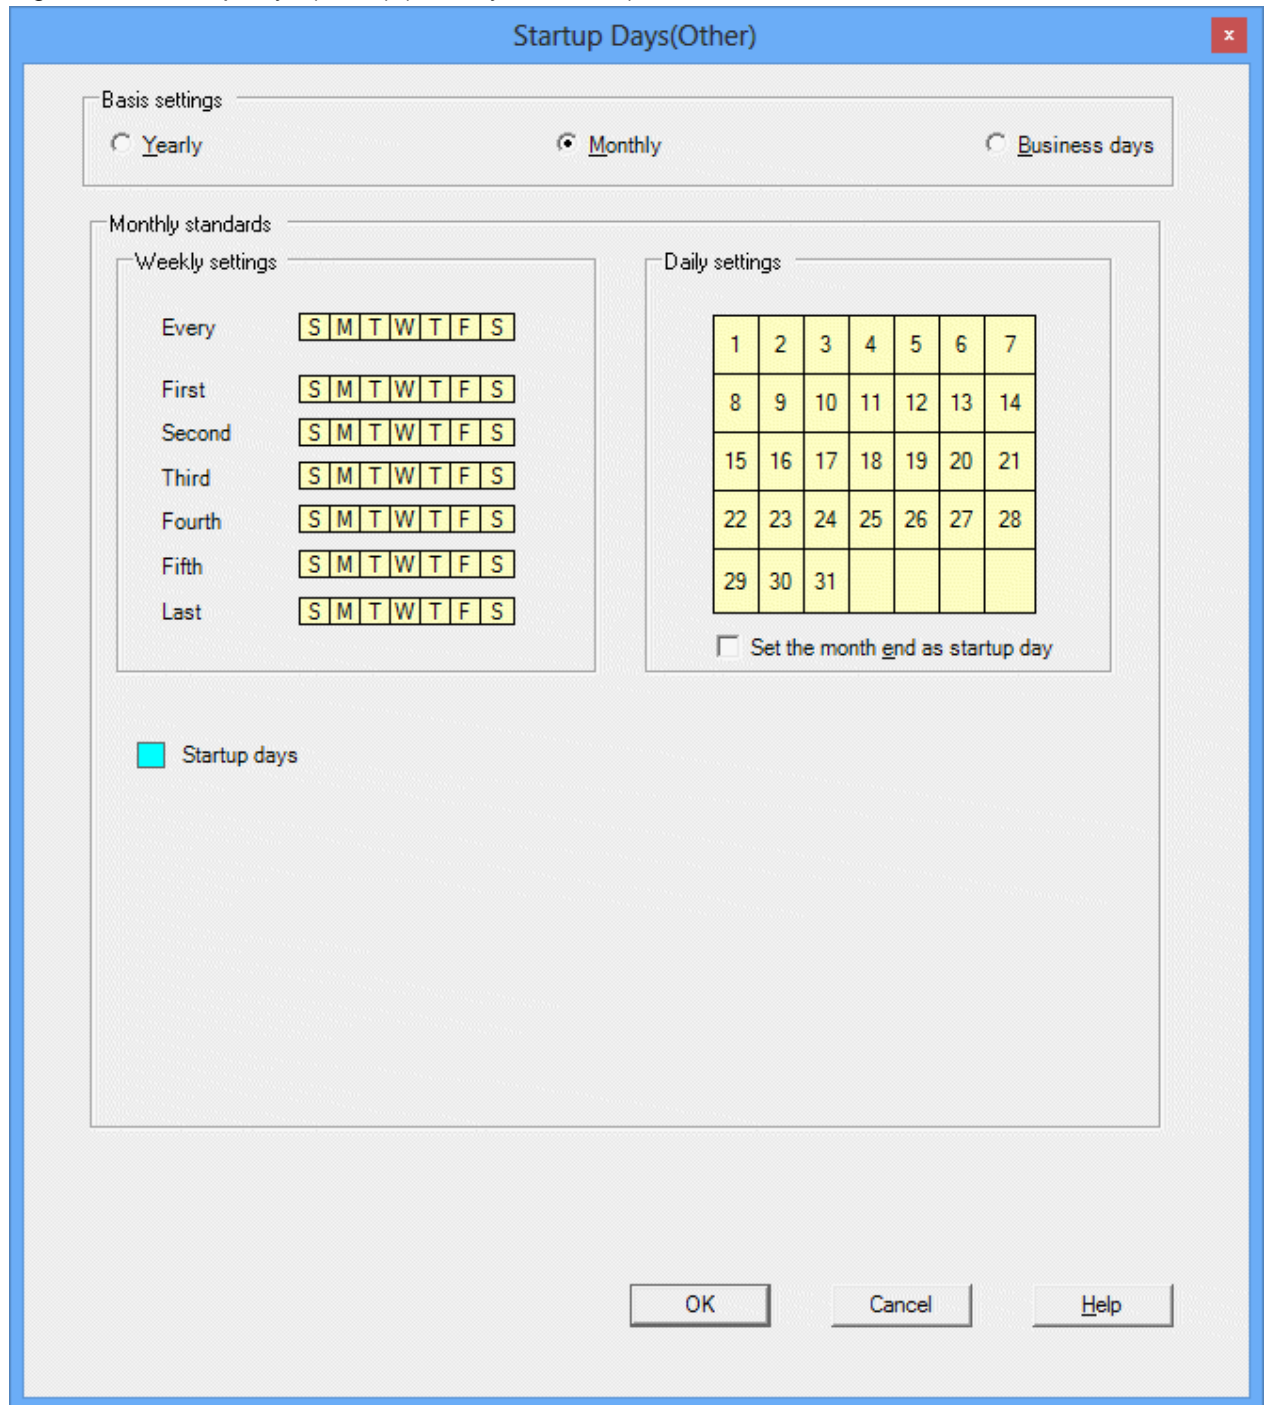 Startup Days(Other)
x
Basis settings
Yearly
Monthly
Business days
Monthly standards
Weekly settings
Every S M T W T F S
First S M T W T F S
Second S M T W T F S
Third S M T W T F S
Fourth S M T W T F S
Fifth S M T W T F S
Last S M T W T F S
Daily settings
1 2 3 4 5 6 7
8 9 10 11 12 13 14
15 16 17 18 19 20 21
22 23 24 25 26 27 28
29 30 31
Set the month end as startup day
Startup days
OK
Cancel
Help